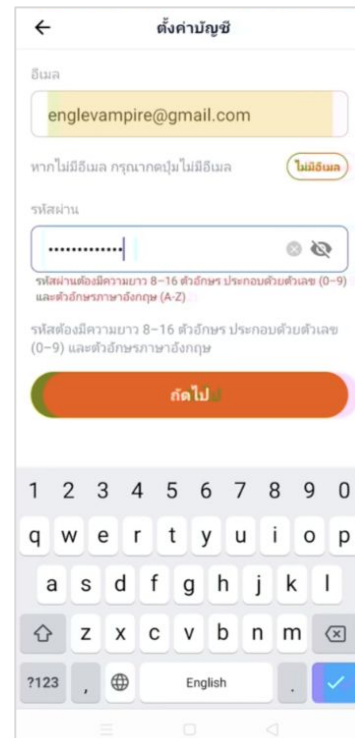 ตั้งค่าบัญชี
อีเมล
englevampire@gmail.com
หากไม่มีอีเมล กรุณากดปุ่มไม่มีอีเมล
ไม่มีอีเมล
รหัสผ่าน
•••••••••••••
รหัสผ่านต้องมีความยาว 8-16 ตัวอักษร ประกอบด้วยตัวเลข (0-9)
และตัวอักษรภาษาอังกฤษ (A-Z)
รหัสต้องมีความยาว 8-16 ตัวอักษร ประกอบด้วยตัวเลข
(0-9) และตัวอักษรภาษาอังกฤษ
ถัดไป
1 2 3 4 5 6 7 8 9 0
q w e r t y u i o p
a s d f g h j k l
z x c v b n m
?123 , English .